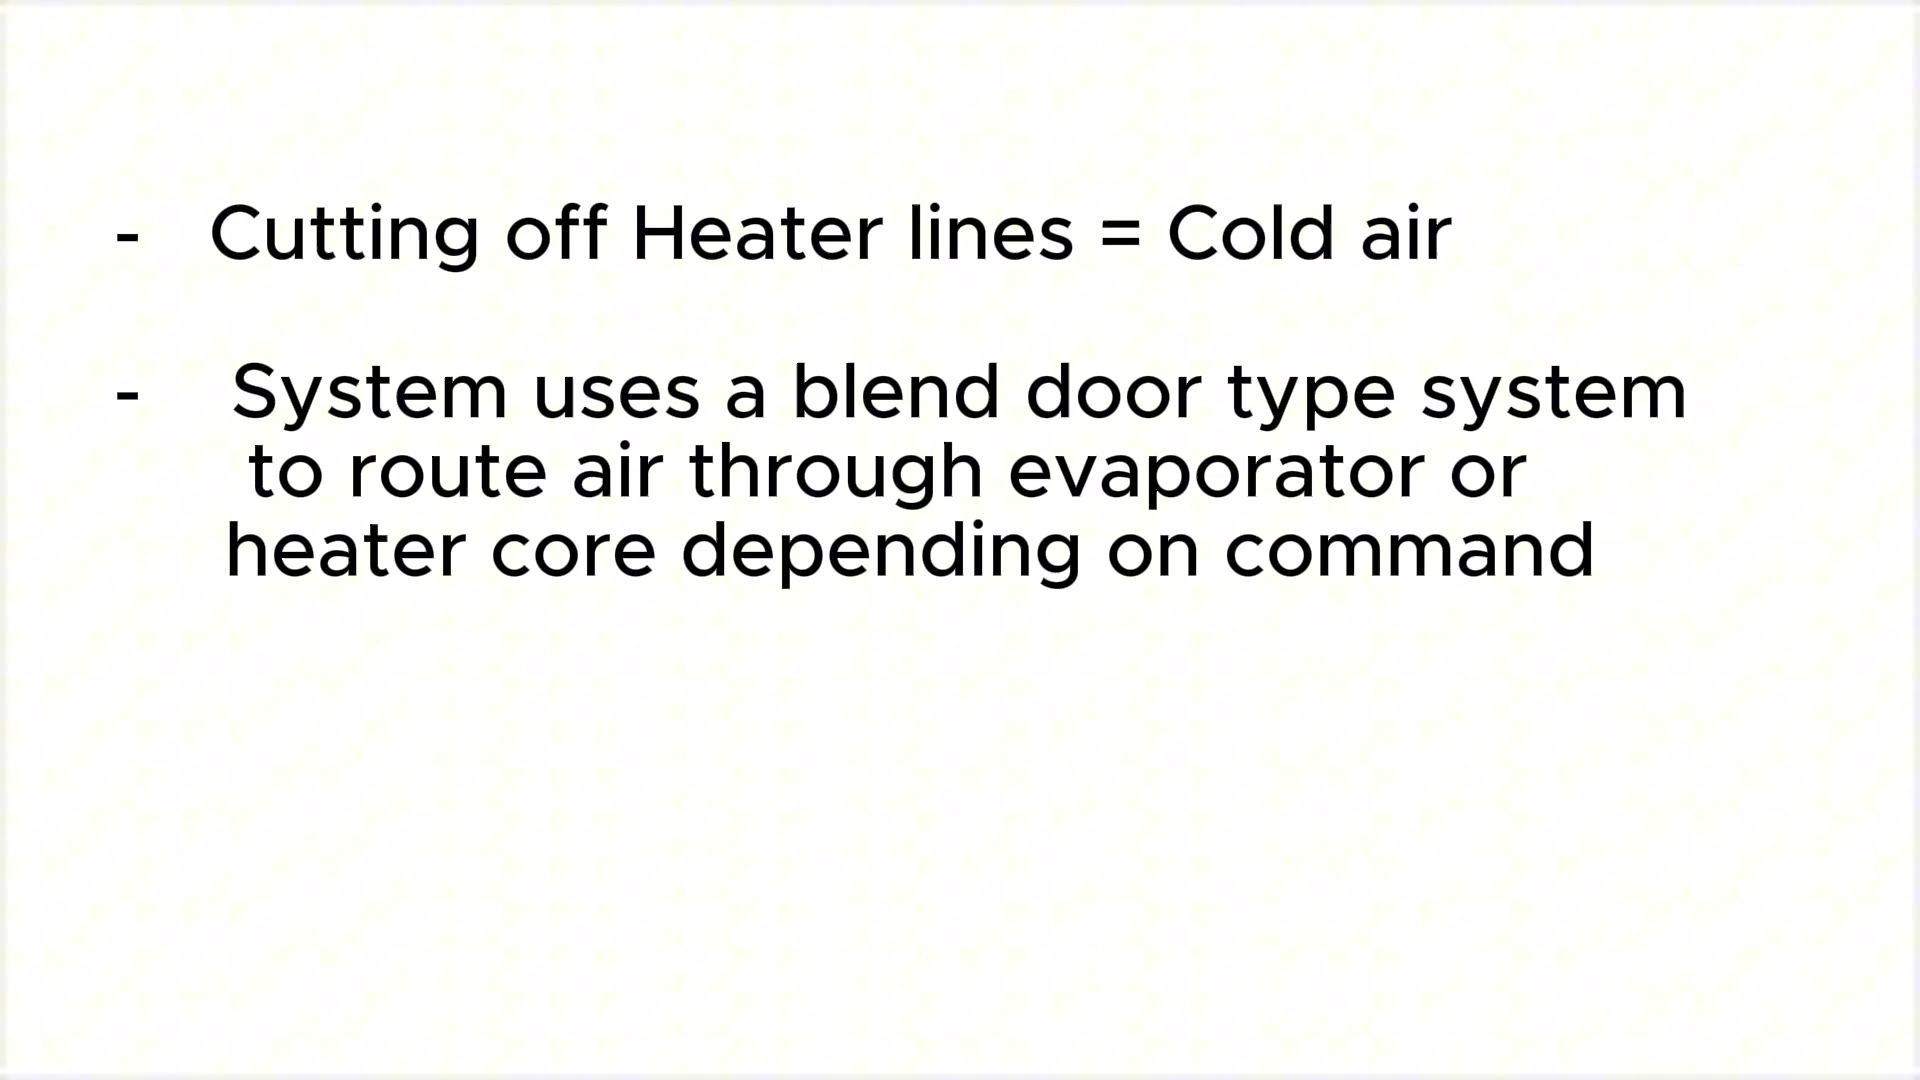 - Cutting off Heater lines = Cold air
- System uses a blend door type system
to route air through evaporator or
heater core depending on command